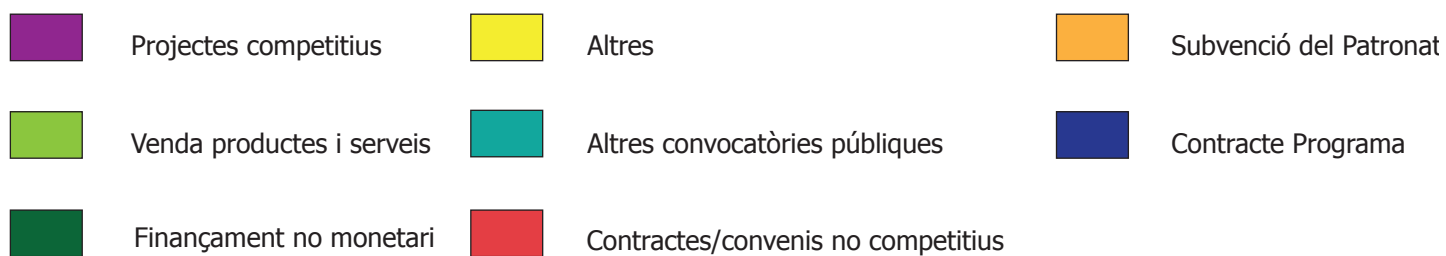 Projectes competitius
Altres
Subvenció del Patronat
Venda productes i serveis
Altres convocatòries públiques
Contracte Programa
Finançament no monetari
Contractes/convenis no competitius